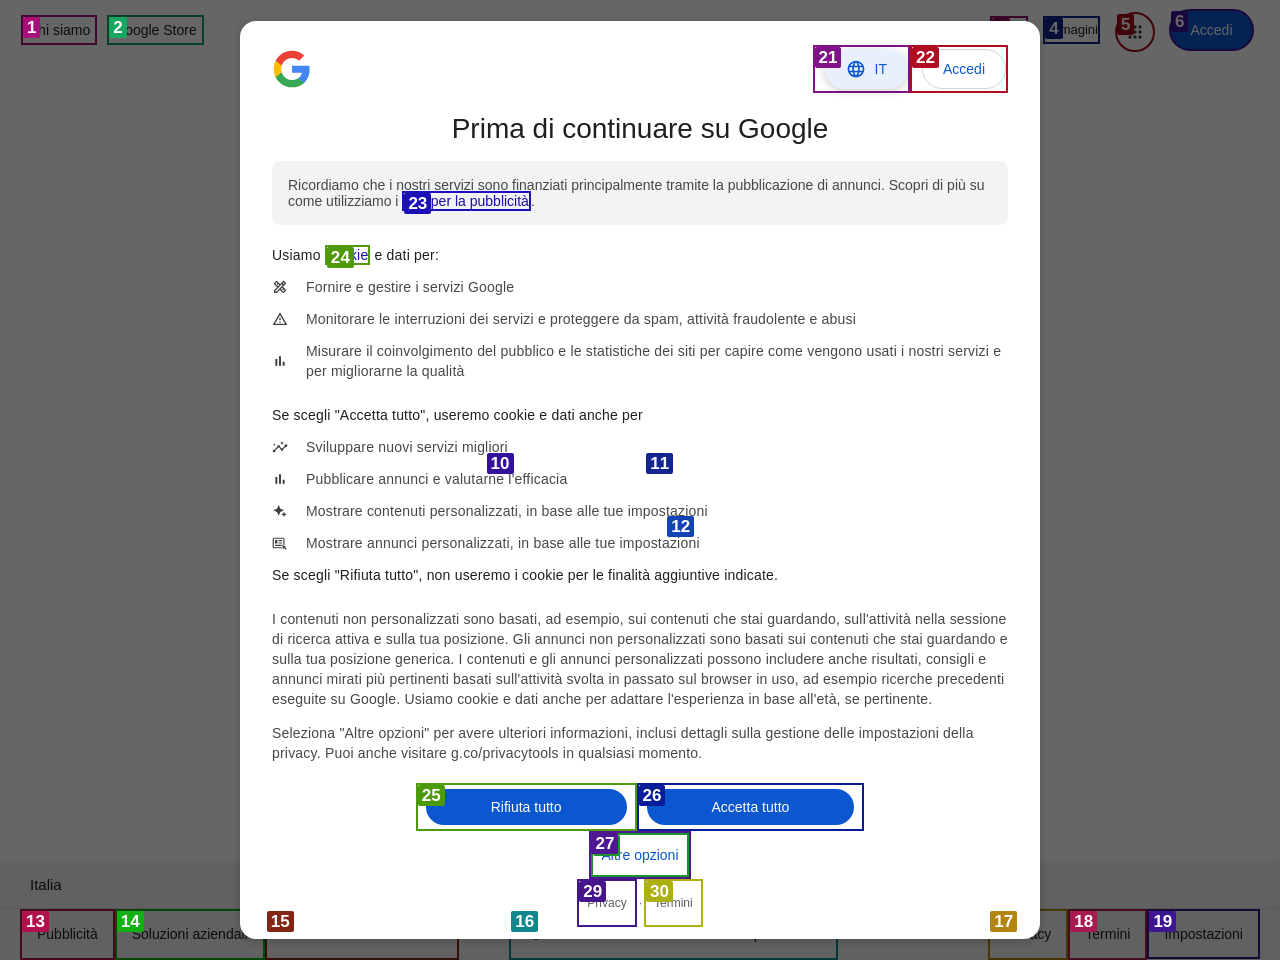 1
2
Google Store
4
5
6
Accedi
21
IT
22
Accedi
Prima di continuare su Google
Ricordiamo che i nostri servizi sono finanziati principalmente tramite la pubblicazione di annunci. Scopri di più su
come utilizziamo i 23 per la pubblicità.
Usiamo 24 e dati per:
Fornire e gestire i servizi Google
Monitorare le interruzioni dei servizi e proteggere da spam, attività fraudolente e abusi
Misurare il coinvolgimento del pubblico e le statistiche dei siti per capire come vengono usati i nostri servizi e
per migliorarne la qualità
Se scegli "Accetta tutto", useremo cookie e dati anche per
Sviluppare nuovi servizi migliori
10
11
Pubblicare annunci e valutarne l'efficacia
Mostrare contenuti personalizzati, in base alle tue impostazioni
12
Mostrare annunci personalizzati, in base alle tue impostazioni
Se scegli "Rifiuta tutto", non useremo i cookie per le finalità aggiuntive indicate.
I contenuti non personalizzati sono basati, ad esempio, sui contenuti che stai guardando, sull'attività nella sessione
di ricerca attiva e sulla tua posizione. Gli annunci non personalizzati sono basati sui contenuti che stai guardando e
sulla tua posizione generica. I contenuti e gli annunci personalizzati possono includere anche risultati, consigli e
annunci mirati più pertinenti basati sull'attività svolta in passato sul browser in uso, ad esempio ricerche precedenti
eseguite su Google. Usiamo cookie e dati anche per adattare l'esperienza in base all'età, se pertinente.
Seleziona "Altre opzioni" per avere ulteriori informazioni, inclusi dettagli sulla gestione delle impostazioni della
privacy. Puoi anche visitare g.co/privacytools in qualsiasi momento.
25
Rifiuta tutto
26
Accetta tutto
27
Altre opzioni
29
Privacy
·
30
Termini
Italia
13
Pubblicità
14
Soluzioni aziendali
15
16
17
18
Termini
19
Impostazioni